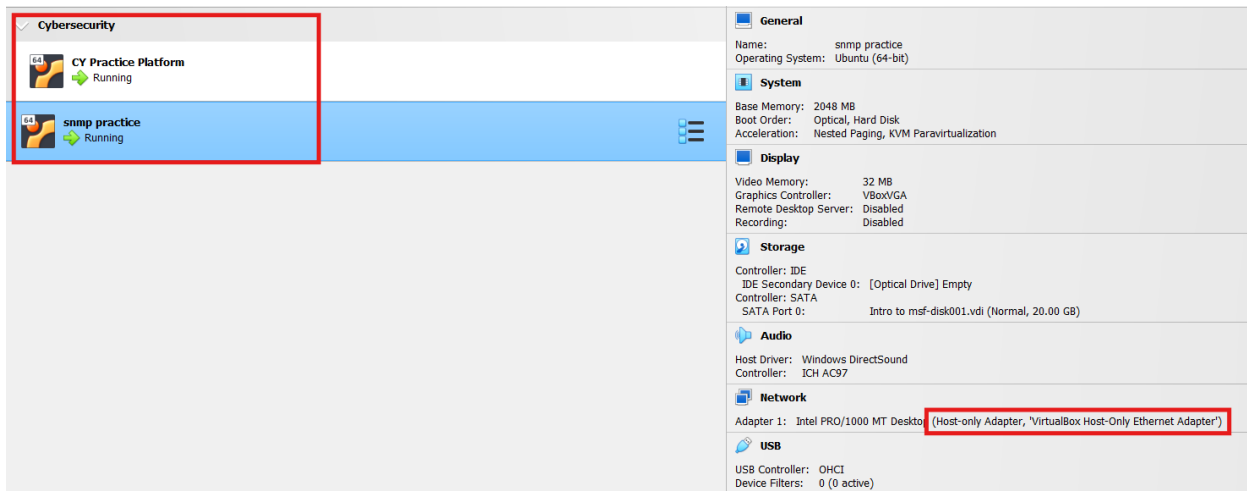 Cybersecurity
64
CY Practice Platform
Running
64
snmp practice
Running
General
Name: snmp practice
Operating System: Ubuntu (64-bit)
System
Base Memory: 2048 MB
Boot Order: Optical, Hard Disk
Acceleration: Nested Paging, KVM Paravirtualization
Display
Video Memory: 32 MB
Graphics Controller: VBoxVGA
Remote Desktop Server: Disabled
Recording: Disabled
Storage
Controller: IDE
IDE Secondary Device 0: [Optical Drive] Empty
Controller: SATA
SATA Port 0: Intro to msf-disk001.vdi (Normal, 20.00 GB)
Audio
Host Driver: Windows DirectSound
Controller: ICH AC97
Network
Adapter 1: Intel PRO/1000 MT Desktop (Host-only Adapter, 'VirtualBox Host-Only Ethernet Adapter')
USB
USB Controller: OHCI
Device Filters: 0 (0 active)